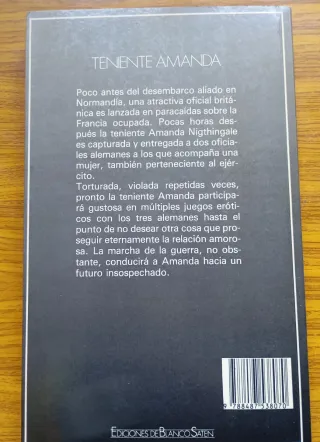 TENIENTE AMANDA
Poco antes del desembarco aliado en
Normandía, una atractiva oficial britá-
nica es lanzada en paracaídas sobre la
Francia ocupada. Pocas horas des-
pués la teniente Amanda Nigthingale
es capturada y entregada a dos oficia-
les alemanes a los que acompaña una
mujer, también perteneciente al ejér-
cito.
Torturada, violada repetidas veces,
pronto la teniente Amanda participa-
rá gustosa en múltiples juegos eróti-
cos con los tres alemanes hasta el
punto de no desear otra cosa que pro-
seguir eternamente la relación amoro-
sa. La marcha de la guerra, no obs-
tante, conducirá a Amanda hacia un
futuro insospechado.
9 788487 538070
EDICIONES DE BLANCO SATEN